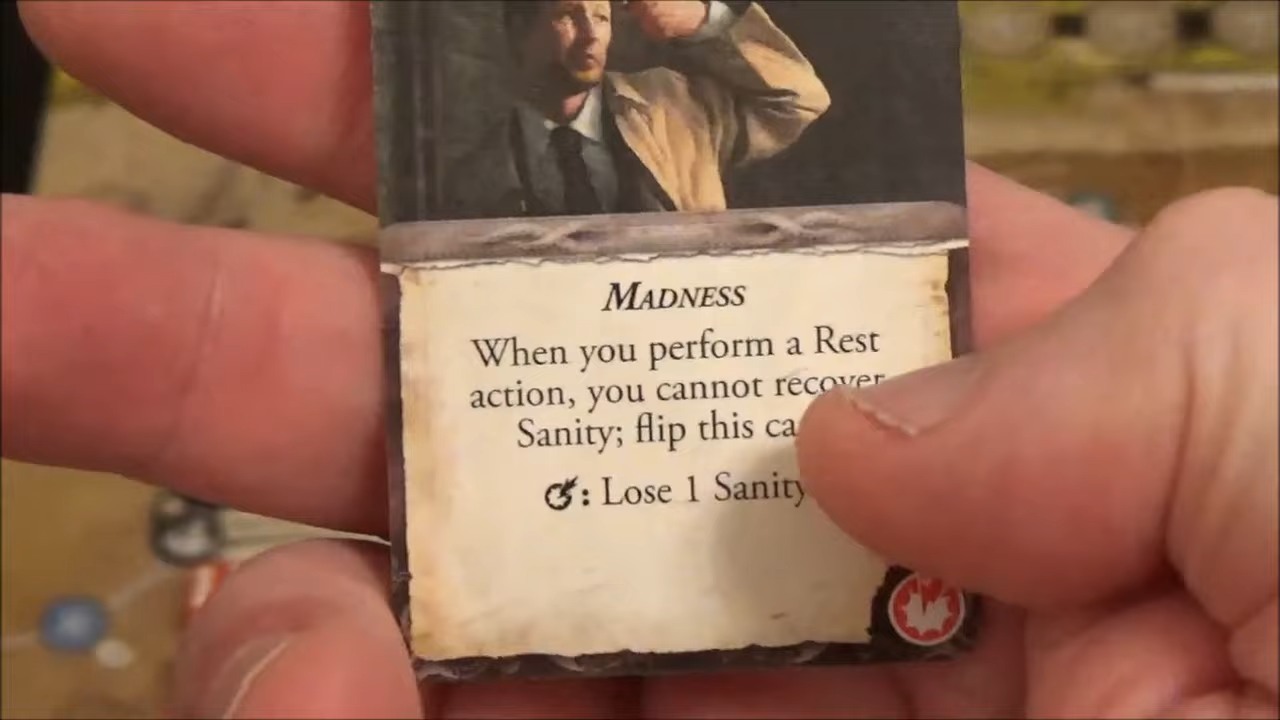 MADNESS
When you perform a Rest
action, you cannot recover
Sanity; flip this
: Lose 1 Sanity